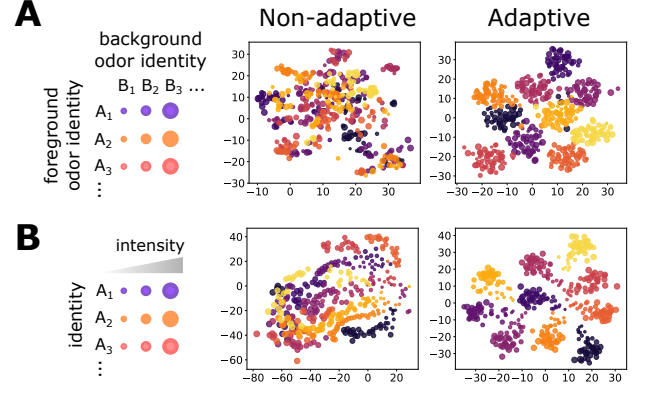 A
Non-adaptive
Adaptive
background
odor identity
B1 B2 B3 ...
foreground
odor identity
A1
A2
A3
...
30
20
10
0
−10
−20
−30
−10 0 10 20 30
30
20
10
0
−10
−20
−30
−30 −20 −10 0 10 20 30
B
intensity
identity
A1
A2
A3
...
40
20
0
−20
−40
−60
−80 −60 −40 −20 0 20
40
30
20
10
0
−10
−20
−30
−30 −20 −10 0 10 20 30